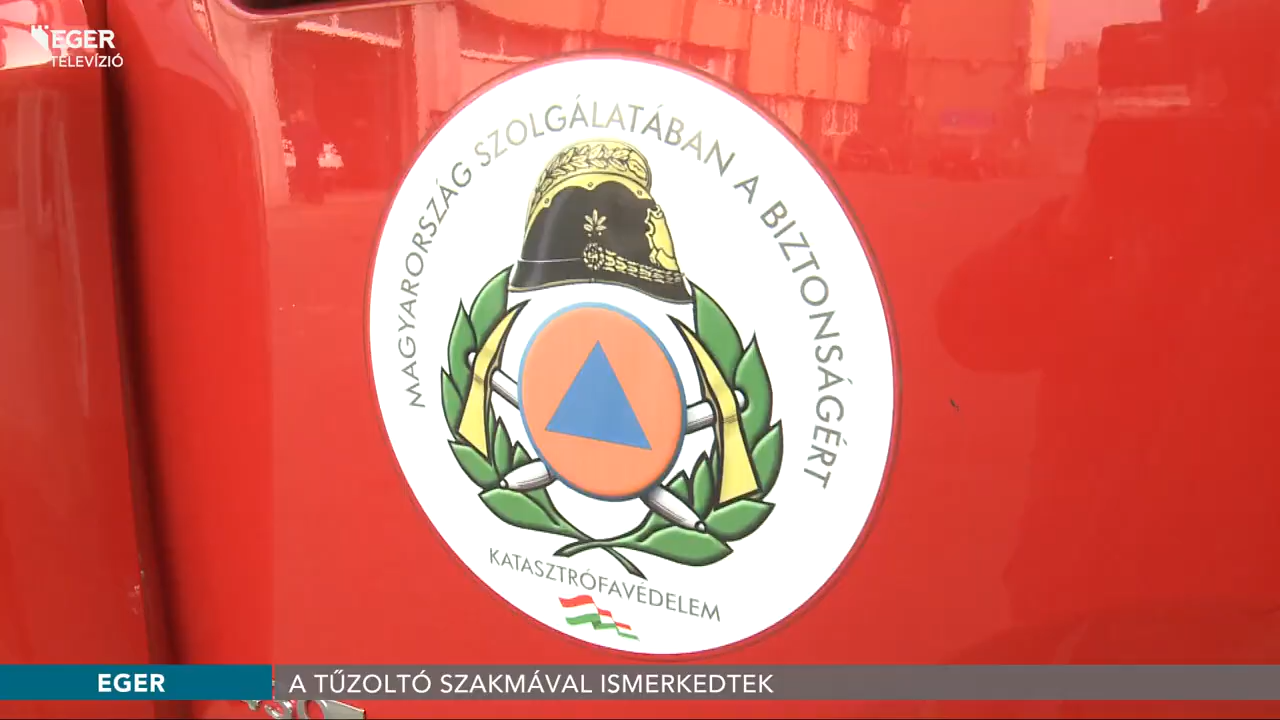 EGER
TELEVÍZIÓ
MAGYARORSZÁG SZOLGÁLATÁBAN A BIZTONSÁGÉRT
KATASZTRÓFAVÉDELEM
EGER
A TŰZOLTÓ SZAKMÁVAL ISMERKEDTEK